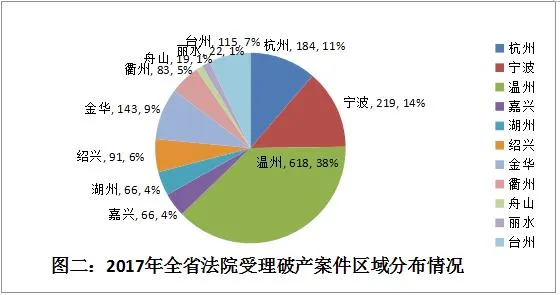 台州, 115, 7%
杭州, 184, 11%
丽水, 22, 1%
舟山, 19, 1%
衢州, 83, 5%
宁波, 219, 14%
金华, 143, 9%
温州, 618, 38%
绍兴, 91, 6%
湖州, 66, 4%
嘉兴, 66, 4%
杭州
宁波
温州
嘉兴
湖州
绍兴
金华
衢州
舟山
丽水
台州
图二：2017年全省法院受理破产案件区域分布情况